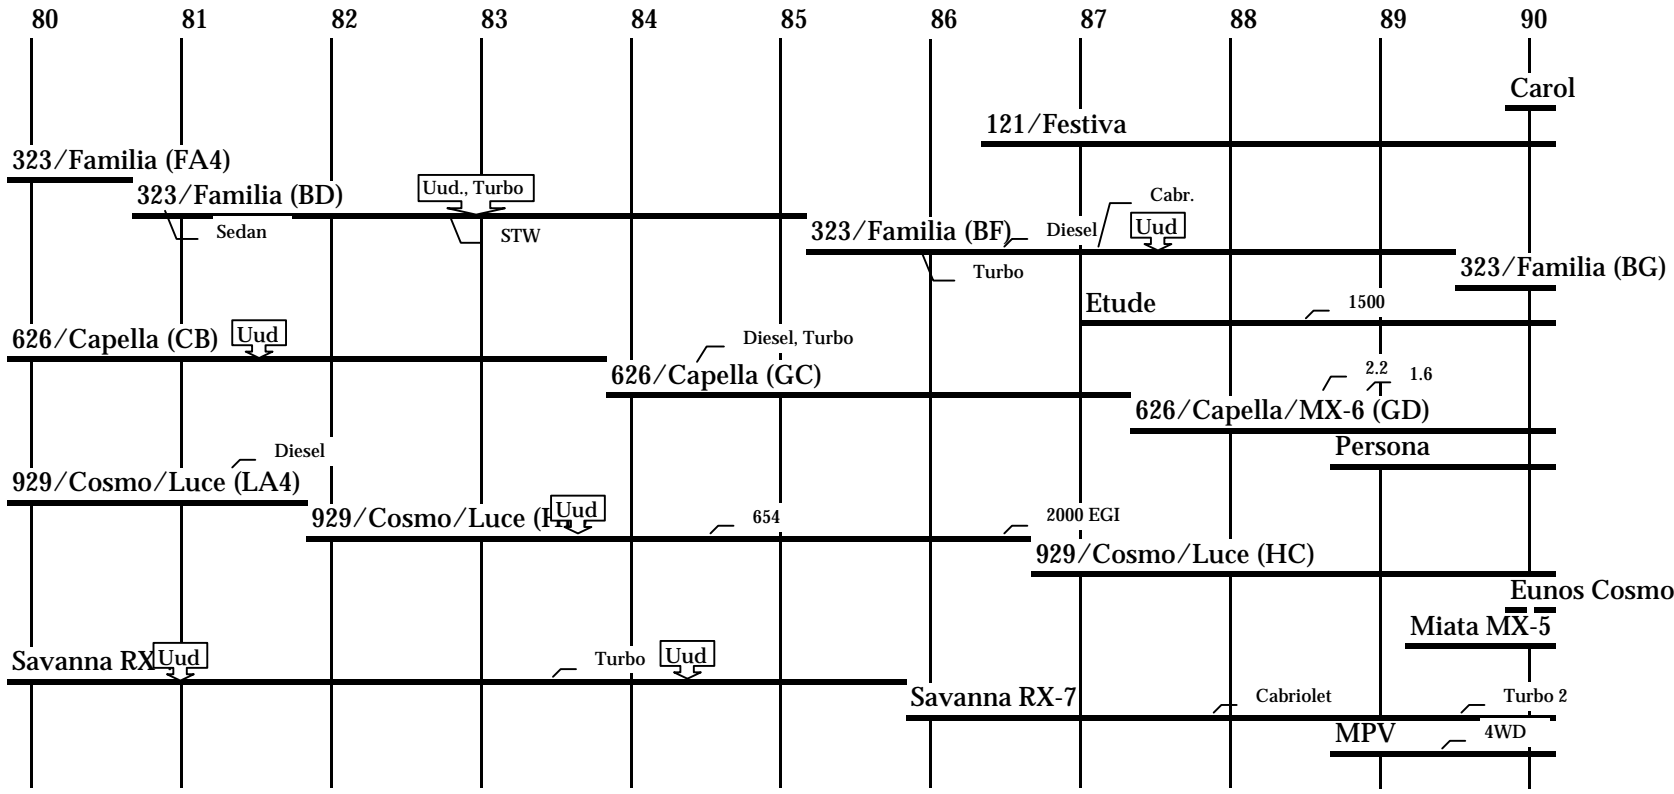 80 81 82 83 84 85 86 87 88 89 90
Carol
121/Festiva
323/Familia (FA4)
323/Familia (BD)
Uud., Turbo
Cabr.
Sedan
STW
323/Familia (BF)
Diesel
Uud
Turbo
323/Familia (BG)
Etude
1500
626/Capella (CB)
Uud
Diesel, Turbo
626/Capella (GC)
2.2
1.6
626/Capella/MX-6 (GD)
Persona
Diesel
929/Cosmo/Luce (LA4)
929/Cosmo/Luce
Uud
654
2000 EGI
929/Cosmo/Luce (HC)
Eunos Cosmo
Miata MX-5
Savanna RX
Uud
Turbo
Uud
Savanna RX-7
Cabriolet
Turbo 2
MPV
4WD